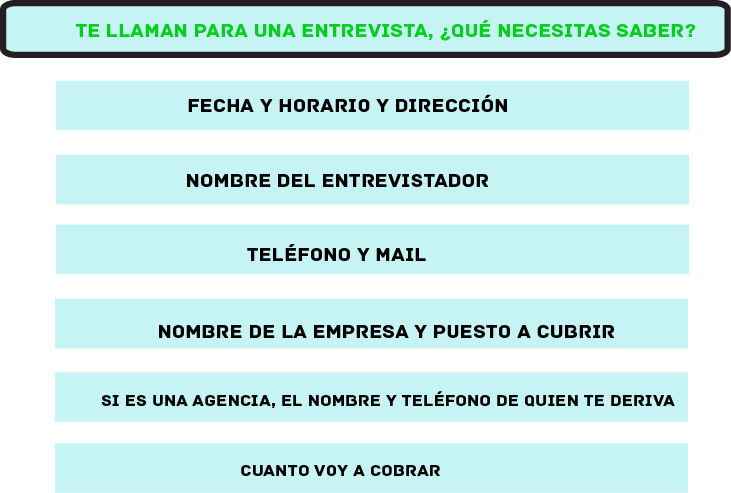 TE LLAMAN PARA UNA ENTREVISTA, ¿QUÉ NECESITAS SABER?
FECHA Y HORARIO Y DIRECCIÓN
NOMBRE DEL ENTREVISTADOR
TELÉFONO Y MAIL
NOMBRE DE LA EMPRESA Y PUESTO A CUBRIR
SI ES UNA AGENCIA, EL NOMBRE Y TELÉFONO DE QUIEN TE DERIVA
CUANTO VOY A COBRAR